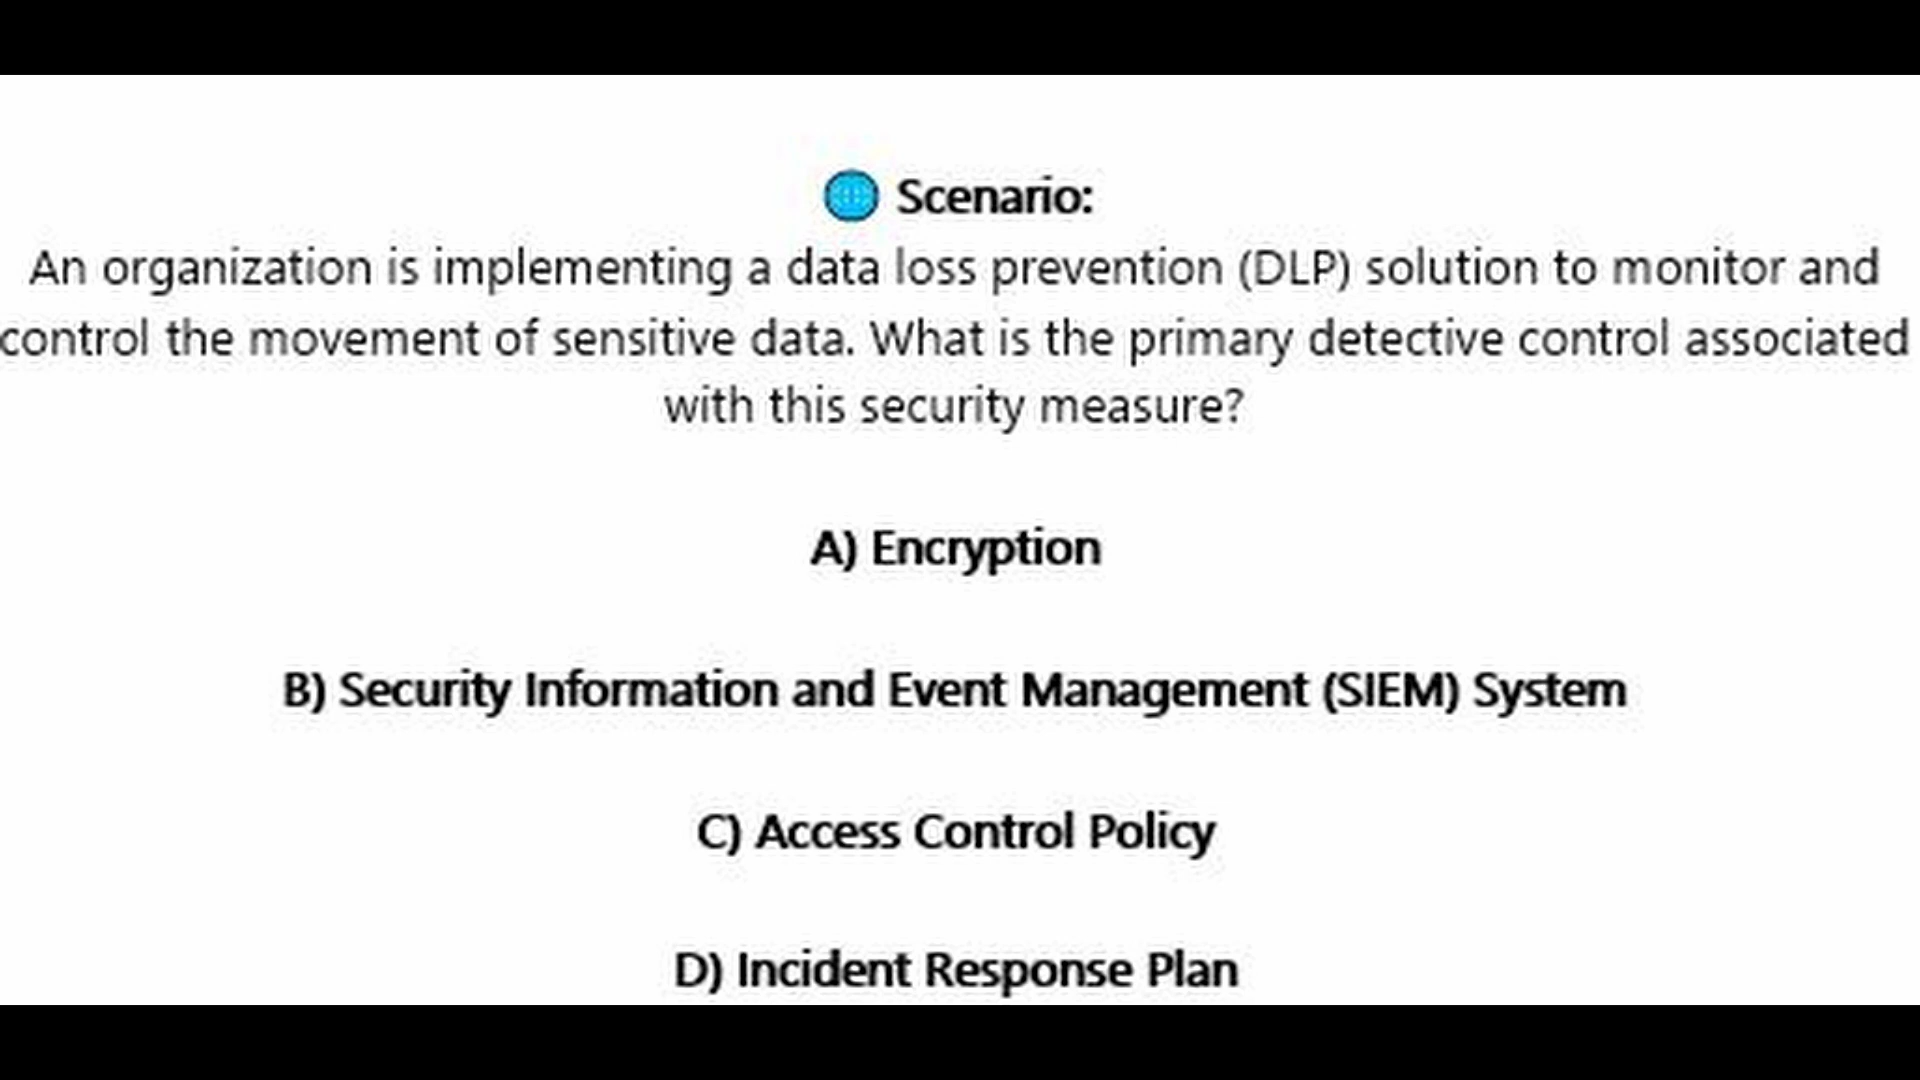 Scenario:
An organization is implementing a data loss prevention (DLP) solution to monitor and
control the movement of sensitive data. What is the primary detective control associated
with this security measure?
A) Encryption
B) Security Information and Event Management (SIEM) System
C) Access Control Policy
D) Incident Response Plan